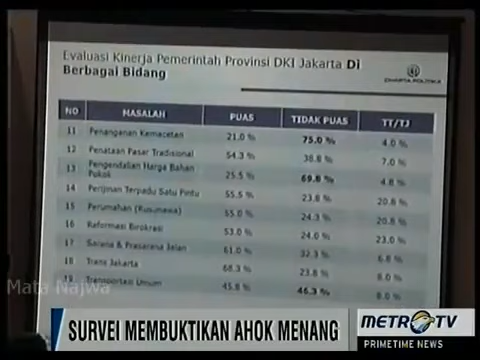 Evaluasi Kinerja Pemerintah Provinsi DKI Jakarta Di
Berbagai Bidang
CHARTA POLITIKA
NO MASALAH PUAS TIDAK PUAS TT/TJ
11 Penanganan Kemacetan 21.0 % 75.0 % 4.0 %
12 Penataan Pasar Tradisional 54.3 % 38.8 % 7.0 %
13 Pengendalian Harga Bahan
Pokok 25.5 % 69.8 % 4.8 %
14 Perijinan Terpadu Satu Pintu 55.5 % 23.8 % 20.8 %
15 Perumahan (Rusunawa) 55.0 % 24.3 % 20.8 %
16 Reformasi Birokrasi 53.0 % 24.0 % 23.0 %
17 Sarana & Prasarana Jalan 61.0 % 32.3 % 6.8 %
18 Trans Jakarta 68.3 % 23.8 % 8.0 %
19 Transportasi Umum 45.8 % 46.3 % 8.0 %
Mata Najwa
SURVEI MEMBUKTIKAN AHOK MENANG
METRO TV
PRIMETIME NEWS